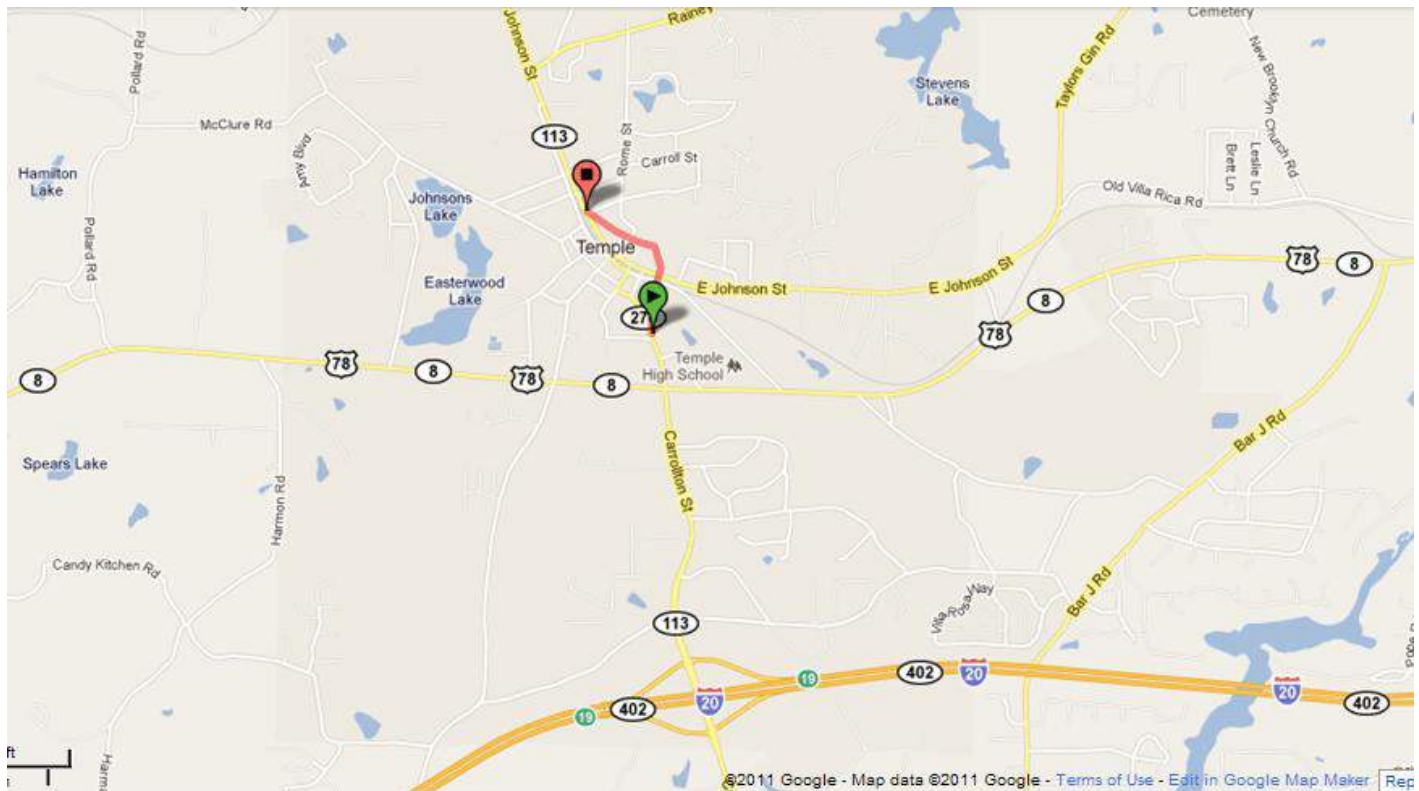 Cemetery
Johnson St
Rainey
Pollard Rd
Taylors Gin Rd
New Brooklyn Church Rd
Stevens
Lake
McClure Rd
113
Amy Blvd
Rome St
Carroll St
Brett Ln
Leslie Ln
Hamilton
Lake
Johnsons
Lake
Old Villa Rica Rd
Pollard Rd
Temple
78
8
Easterwood
Lake
E Johnson St
E Johnson St
8
78
78
8
78
8
8
Temple
High School
Carrollton St
Bar J Rd
Spears Lake
Harmon Rd
Candy Kitchen Rd
Bar J Rd
Villa Rosa Way
113
402
20
19
20
402
20
19
402
ft
©2011 Google - Map data ©2011 Google - Terms of Use - Edit in Google Map Maker
Rep